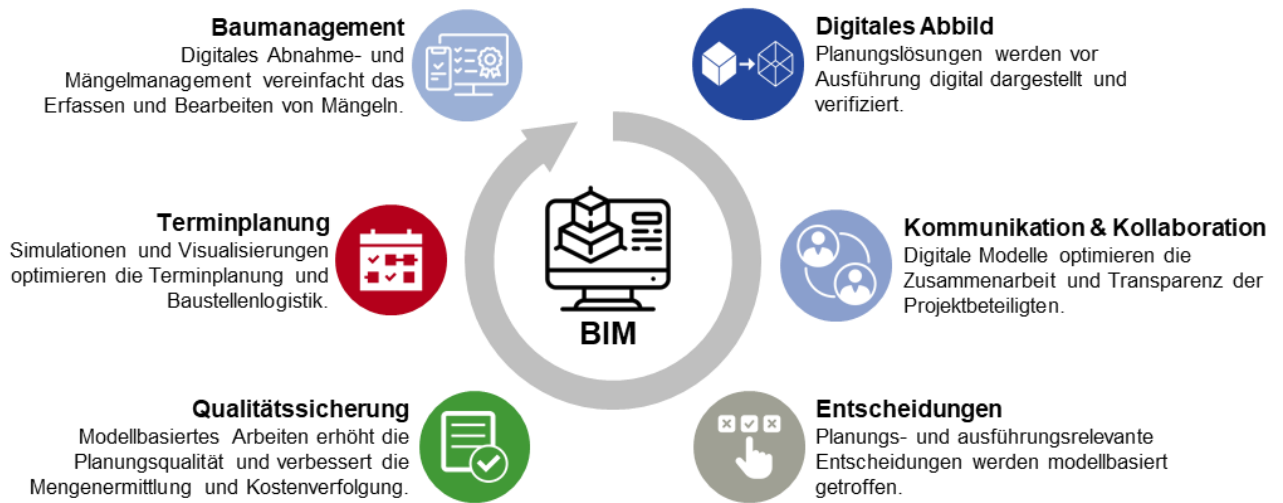 Baumanagement
Digitales Abnahme- und
Mängelmanagement vereinfacht das
Erfassen und Bearbeiten von Mängeln.
Digitales Abbild
Planungslösungen werden vor
Ausführung digital dargestellt und
verifiziert.
Terminplanung
Simulationen und Visualisierungen
optimieren die Terminplanung und
Baustellenlogistik.
BIM
Kommunikation & Kollaboration
Digitale Modelle optimieren die
Zusammenarbeit und Transparenz der
Projektbeteiligten.
Qualitätssicherung
Modellbasiertes Arbeiten erhöht die
Planungsqualität und verbessert die
Mengenermittlung und Kostenverfolgung.
Entscheidungen
Planungs- und ausführungsrelevante
Entscheidungen werden modellbasiert
getroffen.